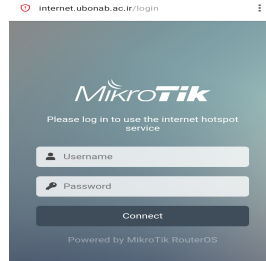 internet.ubonab.ac.ir/login
MikroTik
Please log in to use the internet hotspot
service
Username
Password
Connect
Powered by MikroTik RouterOS